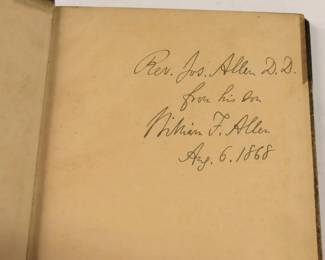 Rev. Jos. Allen D.D.
from his son
William F. Allen
Aug. 6. 1868